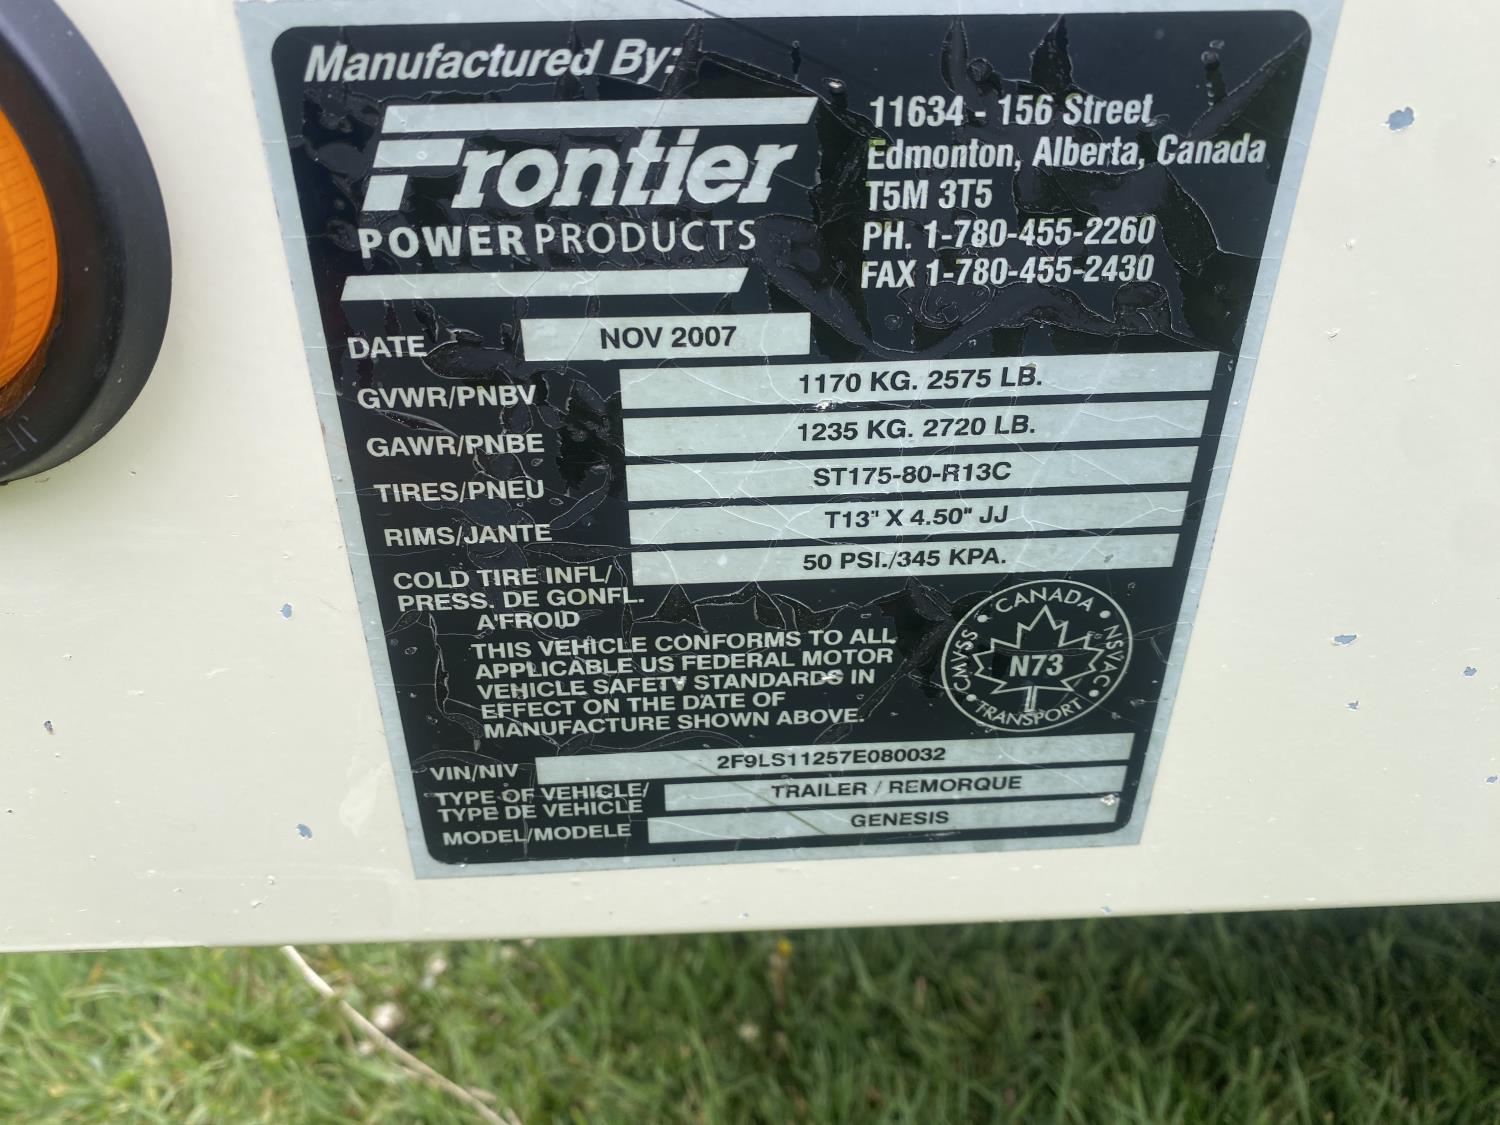 Manufactured By:
Frontier
POWER PRODUCTS
11634 - 156 Street
Edmonton, Alberta, Canada
T5M 3T5
PH. 1-780-455-2260
FAX 1-780-455-2430
DATE NOV 2007
GVWR/PNBV 1170 KG. 2575 LB.
GAWR/PNBE 1235 KG. 2720 LB.
TIRES/PNEU ST175-80-R13C
RIMS/JANTE T13" X 4.50" JJ
COLD TIRE INFL/ 50 PSI./345 KPA.
PRESS. DE GONFL.
A'FROID
THIS VEHICLE CONFORMS TO ALL
APPLICABLE US FEDERAL MOTOR
VEHICLE SAFETY STANDARDS IN
EFFECT ON THE DATE OF
MANUFACTURE SHOWN ABOVE.
CANADA
NSVAC
TRANSPORT
CMVSS
N73
VIN/NIV 2F9LS11257E080032
TYPE OF VEHICLE/ TRAILER / REMORQUE
TYPE DE VEHICLE
MODEL/MODELE GENESIS